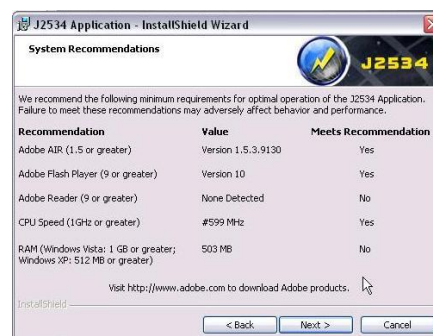 J2534 Application - InstallShield Wizard
System Recommendations
J2534
We recommend the following minimum requirements for optimal operation of the J2534 Application.
Failure to meet these recommendations may adversely affect behavior and performance.
Recommendation Value Meets Recommendation
Adobe AIR (1.5 or greater) Version 1.5.3.9130 Yes
Adobe Flash Player (9 or greater) Version 10 Yes
Adobe Reader (9 or greater) None Detected No
CPU Speed (1GHz or greater) #599 MHz Yes
RAM (Windows Vista: 1 GB or greater; 503 MB No
Windows XP: 512 MB or greater)
Visit http://www.adobe.com to download Adobe products.
InstallShield
< Back Next > Cancel